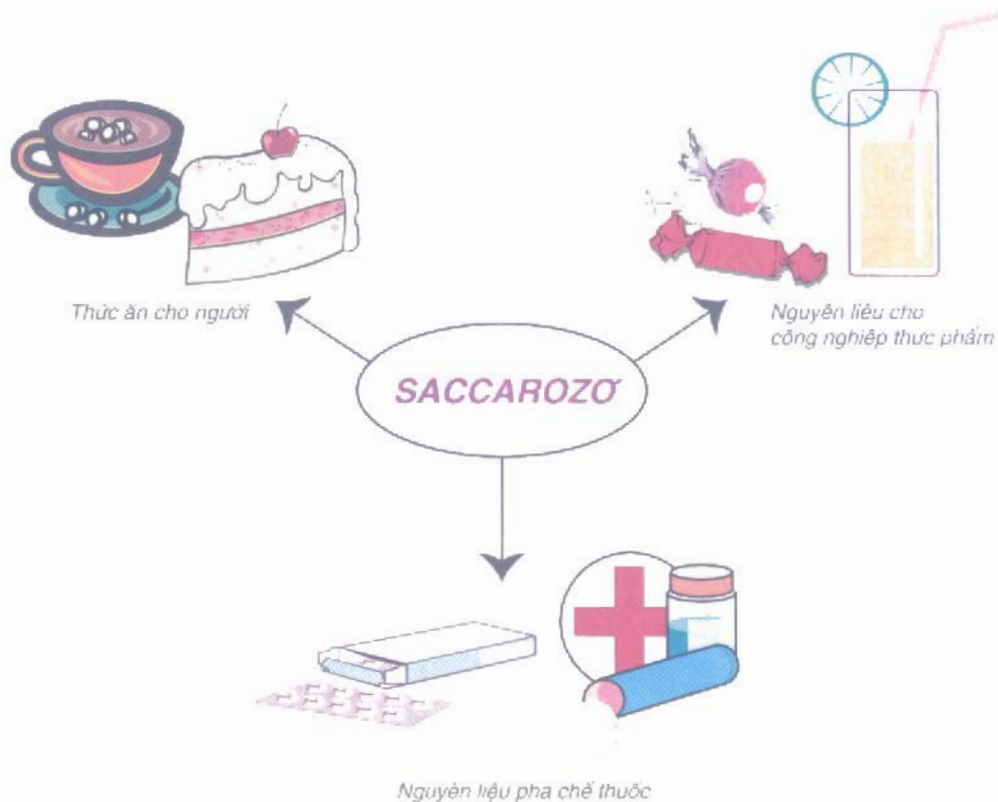 Thức ăn cho người
Nguyên liệu cho
công nghiệp thực phẩm
SACCAROZƠ
Nguyên liệu pha chế thuốc